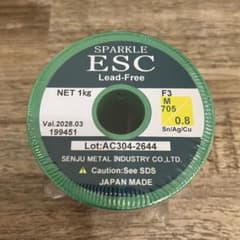 SPARKLE
ESC
Lead-Free
NET 1kg
F3
M
705
0.8
Sn/Ag/Cu
Val.2028.03
199451
Lot:AC304-2644
SENJU METAL INDUSTRY CO.,LTD.
Caution:See SDS
JAPAN MADE